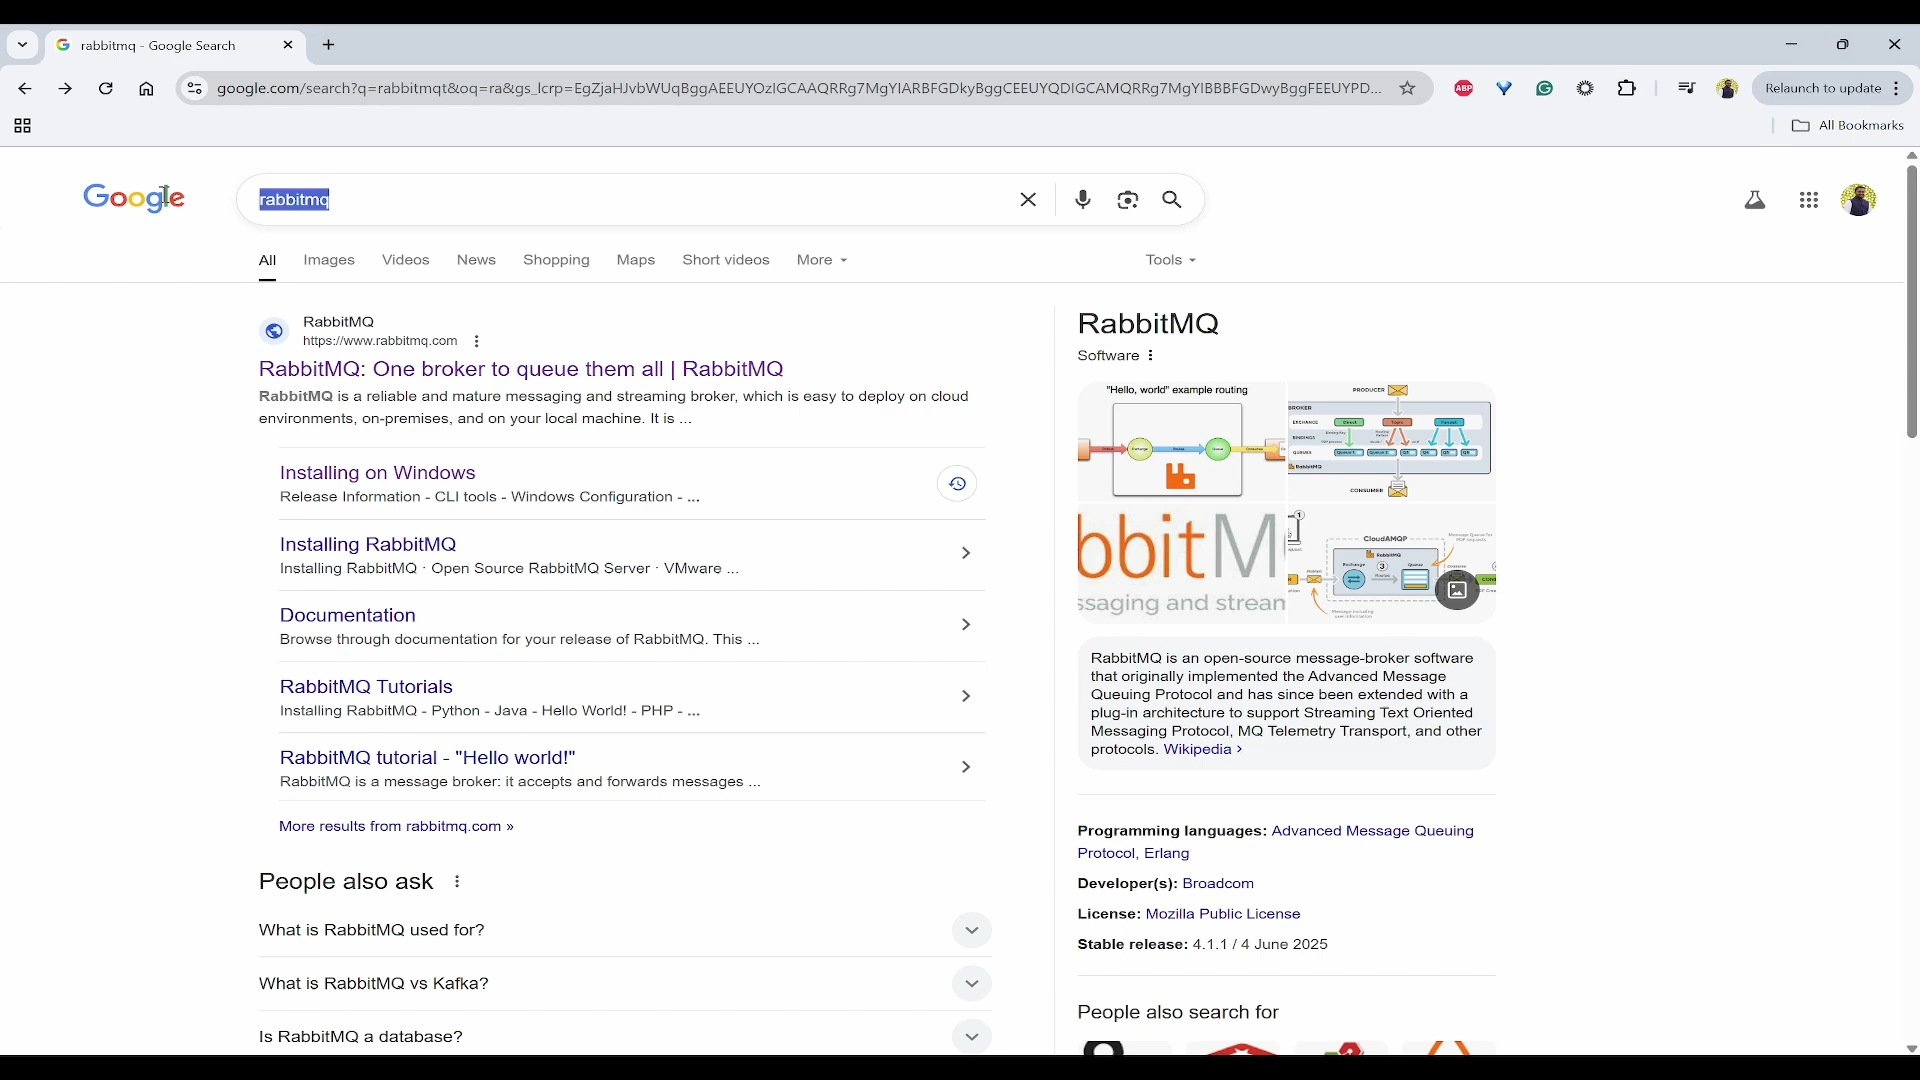 rabbitmq - Google Search
google.com/search?q=rabbitmqt&oq=ra&gs_lcrp=EgZjaHJvbWUqBggAEEUYOzIGCAAQRRg7MgYIARBFGDkyBggCEEUYQDIGCAMQRRg7MgYIBBBFGDwyBggFEEUYPD...
ABP
Relaunch to update
All Bookmarks
Google
rabbitmq
All
Images
Videos
News
Shopping
Maps
Short videos
More
Tools
RabbitMQ
https://www.rabbitmq.com
RabbitMQ: One broker to queue them all | RabbitMQ
RabbitMQ is a reliable and mature messaging and streaming broker, which is easy to deploy on cloud
environments, on-premises, and on your local machine. It is ...
Installing on Windows
Release Information - CLI tools - Windows Configuration - ...
Installing RabbitMQ
Installing RabbitMQ · Open Source RabbitMQ Server · VMware ...
Documentation
Browse through documentation for your release of RabbitMQ. This ...
RabbitMQ Tutorials
Installing RabbitMQ - Python - Java - Hello World! - PHP - ...
RabbitMQ tutorial - "Hello world!"
RabbitMQ is a message broker: it accepts and forwards messages ...
More results from rabbitmq.com »
People also ask
What is RabbitMQ used for?
What is RabbitMQ vs Kafka?
Is RabbitMQ a database?
RabbitMQ
Software
"Hello, world" example routing
PRODUCER
BROKER
EXCHANGE
Direct
Topic
Fanout
BINDINGS
QUEUES
RabbitMQ
CONSUMER
bbitM
ssaging and stream
CloudAMQP
RabbitMQ
Exchange
3
Queue
1
RabbitMQ is an open-source message-broker software
that originally implemented the Advanced Message
Queuing Protocol and has since been extended with a
plug-in architecture to support Streaming Text Oriented
Messaging Protocol, MQ Telemetry Transport, and other
protocols. Wikipedia
Programming languages: Advanced Message Queuing
Protocol, Erlang
Developer(s): Broadcom
License: Mozilla Public License
Stable release: 4.1.1 / 4 June 2025
People also search for